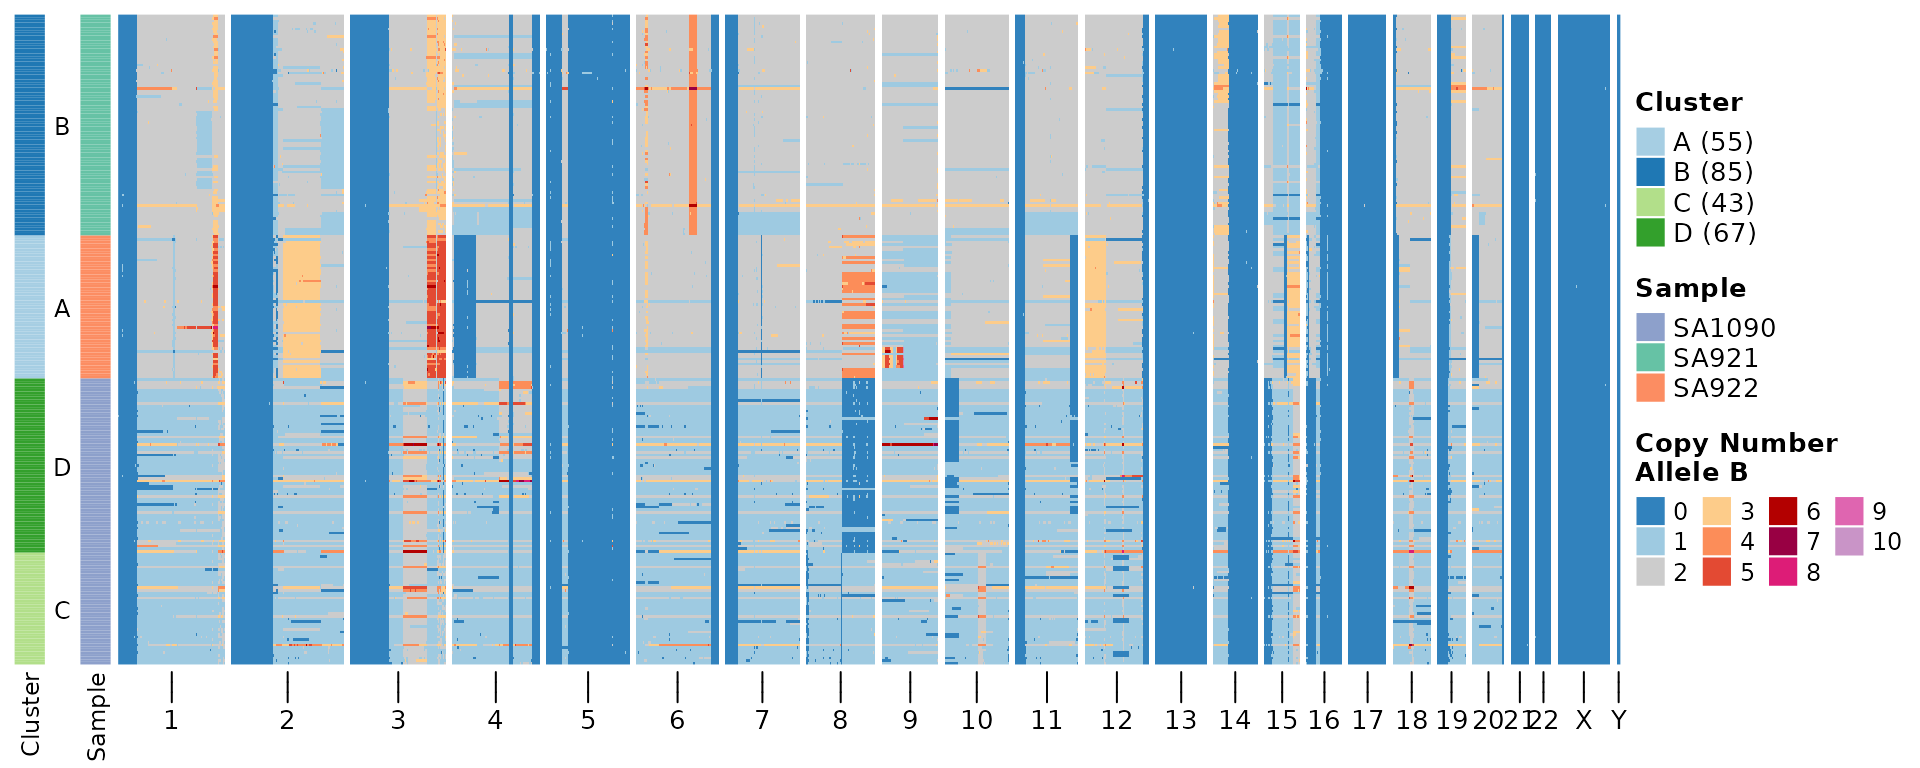 B
A
D
C
Cluster
Sample
1 2 3 4 5 6 7 8 9 10 11 12 13 14 15 16 17 18 19 20 21 22 X Y
Cluster
A (55)
B (85)
C (43)
D (67)
Sample
SA1090
SA921
SA922
Copy Number
Allele B
0 3 6 9
1 4 7 10
2 5 8